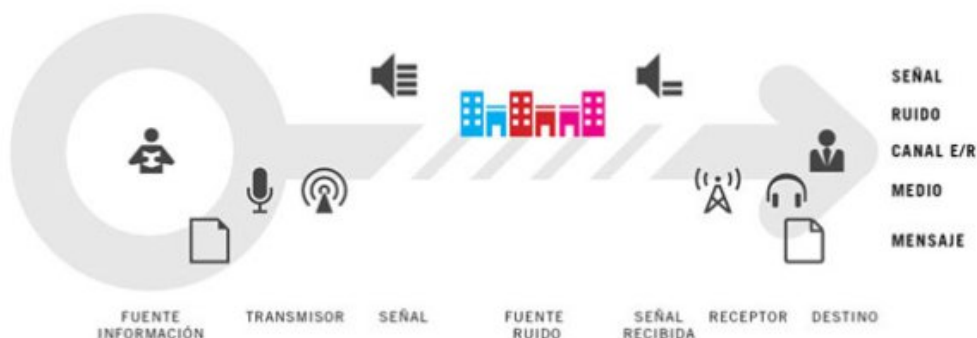 SEÑAL
RUIDO
CANAL E/R
MEDIO
MENSAJE
FUENTE
INFORMACIÓN
TRANSMISOR
SEÑAL
FUENTE
RUIDO
SEÑAL
RECIBIDA
RECEPTOR
DESTINO